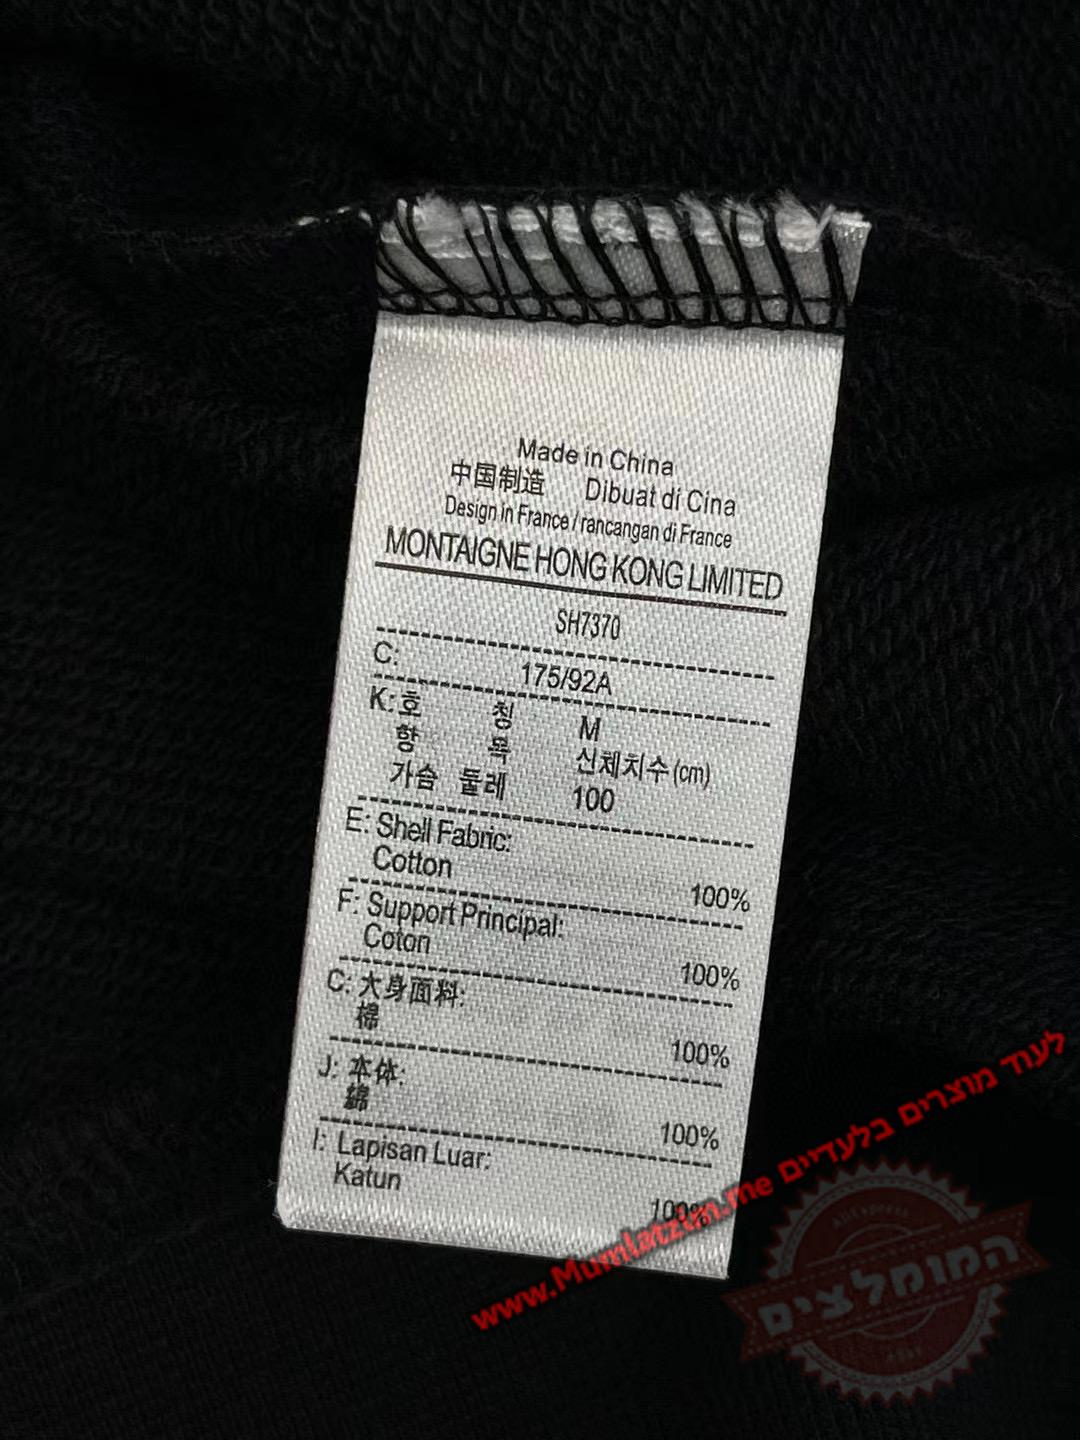 Made in China
中国制造 Dibuat di Cina
Design in France / rancangan di France
MONTAIGNE HONG KONG LIMITED
SH7370
C: 175/92A
K: 호 칭 M
향 목 신체치수 (cm)
가슴 둘레 100
E: Shell Fabric:
Cotton 100%
F: Support Principal:
Coton 100%
C: 大身面料:
棉 100%
J: 本体:
綿 100%
I: Lapisan Luar:
Katun 100%
לעוד מוצרים בלעדיים www.Mumlatzim.me
AliExpress
המומלצים